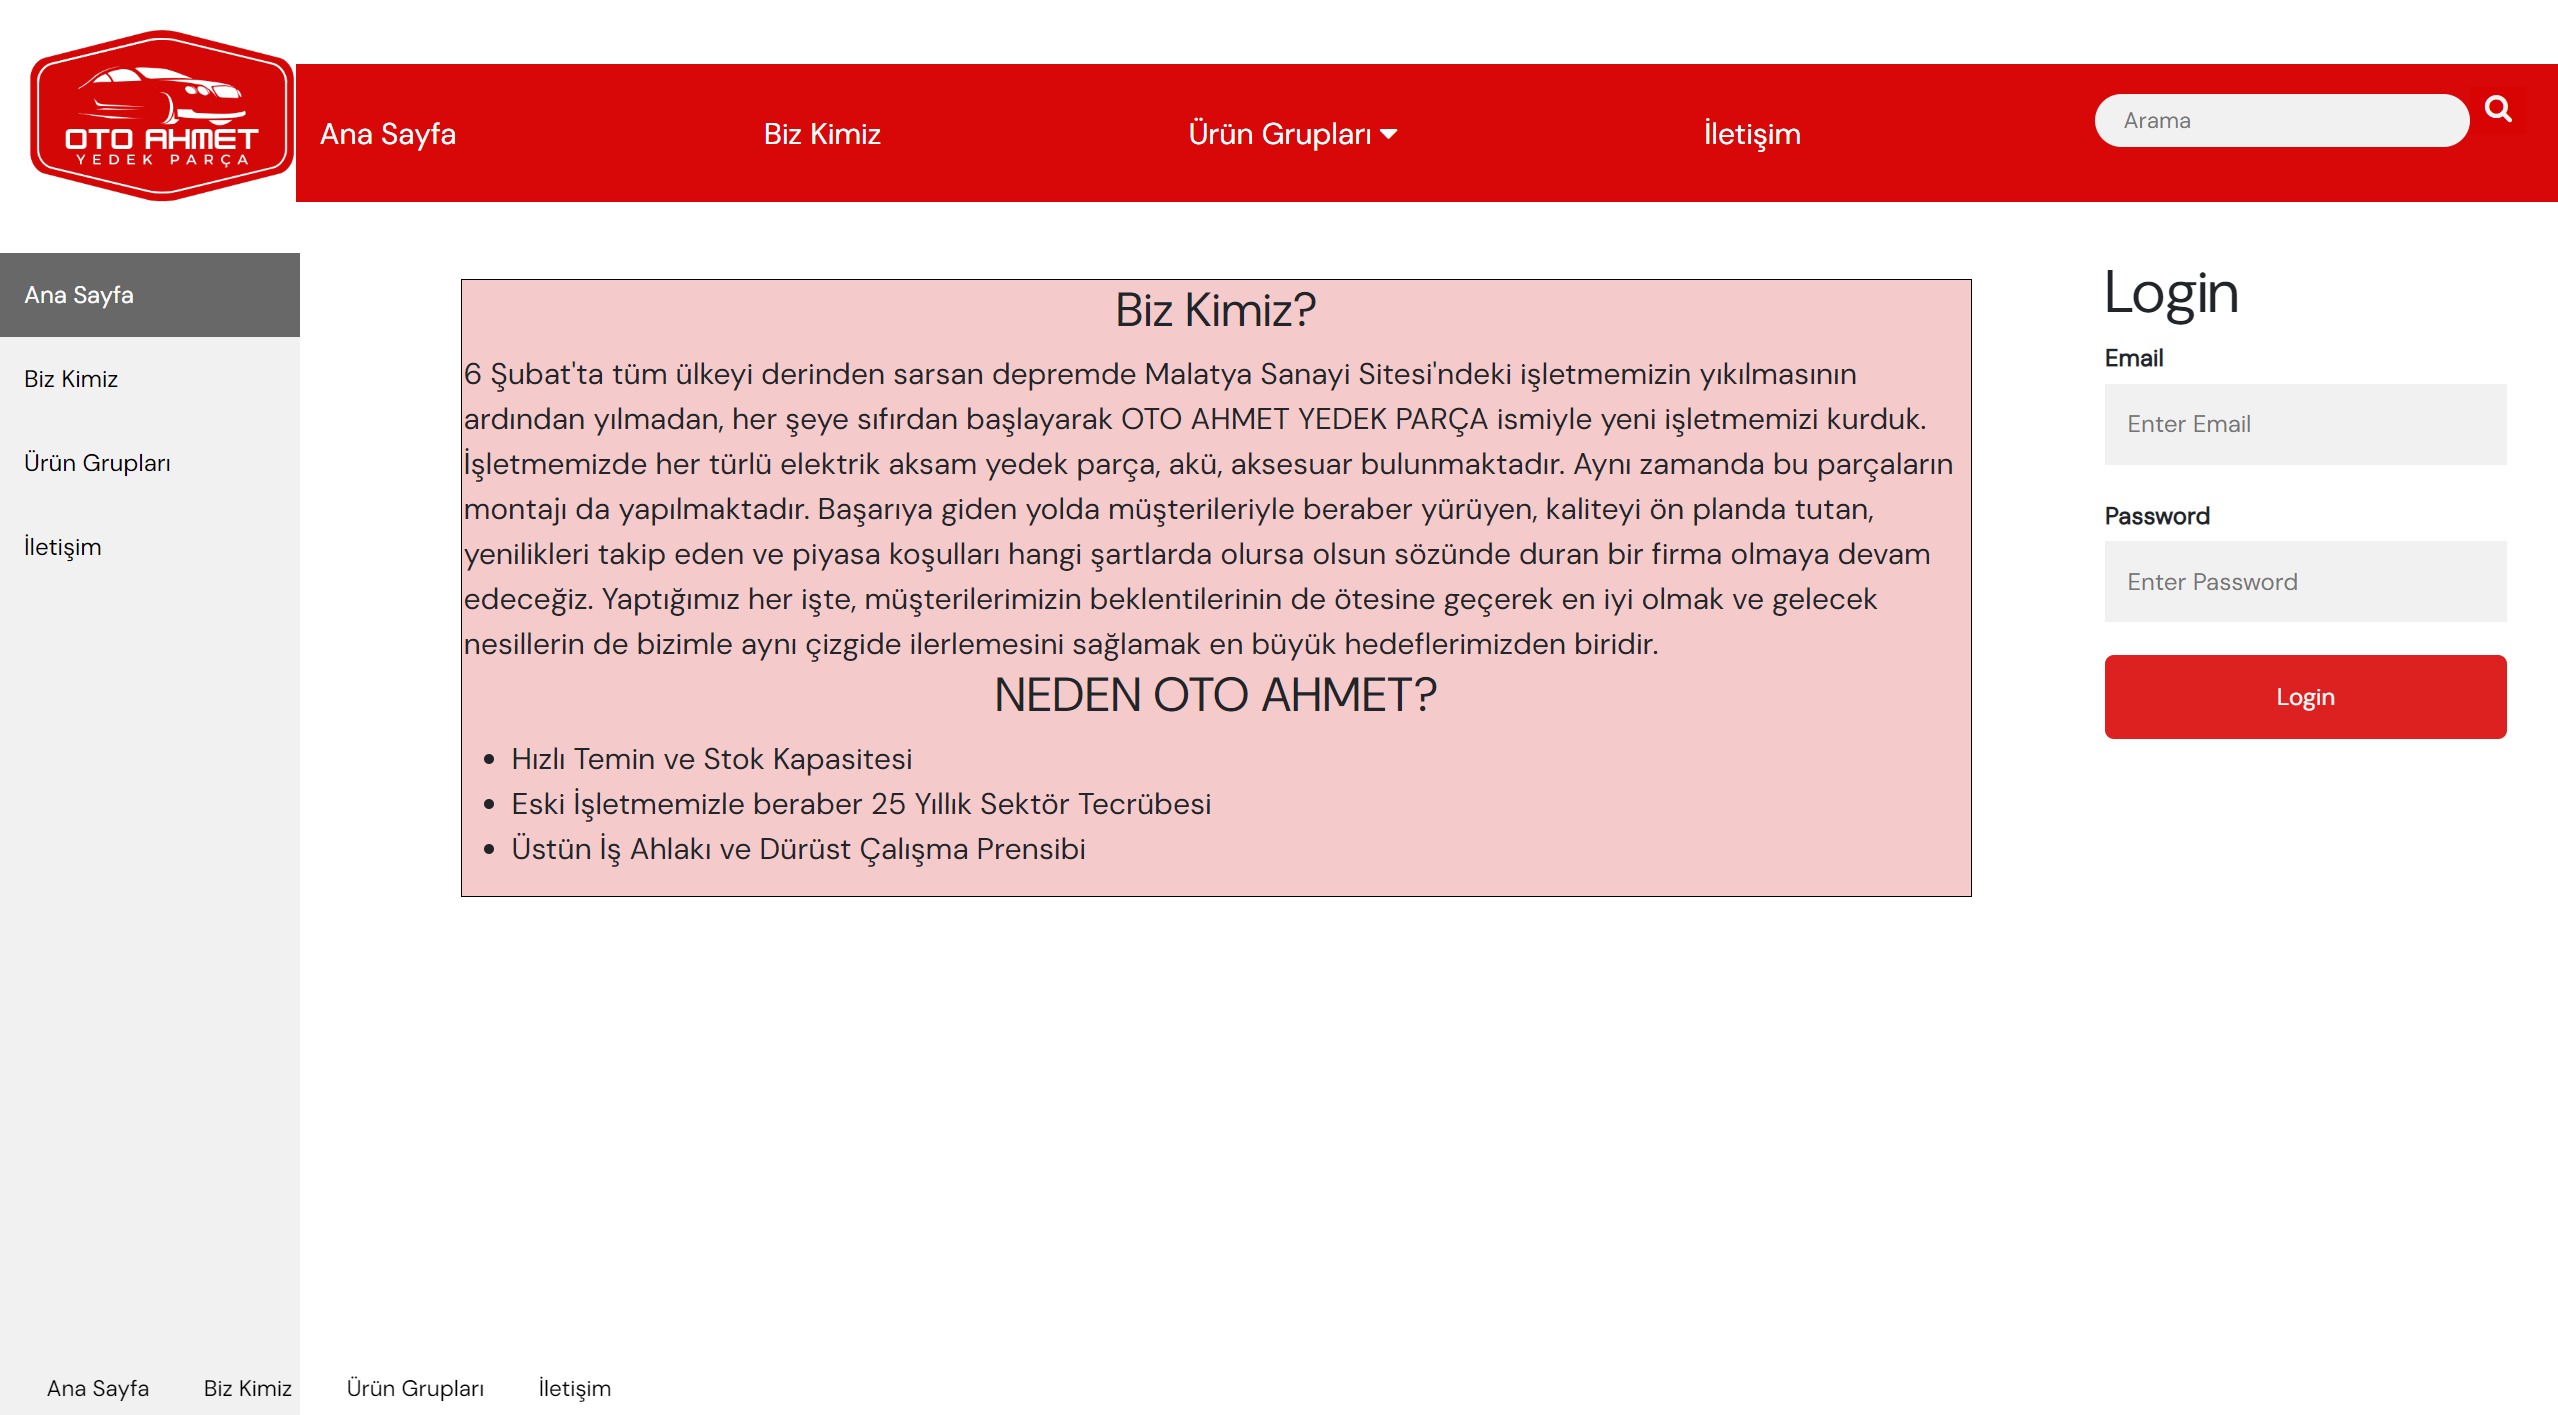 OTO AHMET
YEDEK PARÇA
Ana Sayfa
Biz Kimiz
Ürün Grupları
İletişim
Arama
Ana Sayfa
Biz Kimiz
Ürün Grupları
İletişim
Biz Kimiz?
6 Şubat'ta tüm ülkeyi derinden sarsan depremde Malatya Sanayi Sitesi'ndeki işletmemizin yıkılmasının
ardından yılmadan, her şeye sıfırdan başlayarak OTO AHMET YEDEK PARÇA ismiyle yeni işletmemizi kurduk.
İşletmemizde her türlü elektrik aksam yedek parça, akü, aksesuar bulunmaktadır. Aynı zamanda bu parçaların
montajı da yapılmaktadır. Başarıya giden yolda müşterileriyle beraber yürüyen, kaliteyi ön planda tutan,
yenilikleri takip eden ve piyasa koşulları hangi şartlarda olursa olsun sözünde duran bir firma olmaya devam
edeceğiz. Yaptığımız her işte, müşterilerimizin beklentilerinin de ötesine geçerek en iyi olmak ve gelecek
nesillerin de bizimle aynı çizgide ilerlemesini sağlamak en büyük hedeflerimizden biridir.
NEDEN OTO AHMET?
• Hızlı Temin ve Stok Kapasitesi
• Eski İşletmemizle beraber 25 Yıllık Sektör Tecrübesi
• Üstün İş Ahlakı ve Dürüst Çalışma Prensibi
Login
Email
Enter Email
Password
Enter Password
Login
Ana Sayfa
Biz Kimiz
Ürün Grupları
İletişim